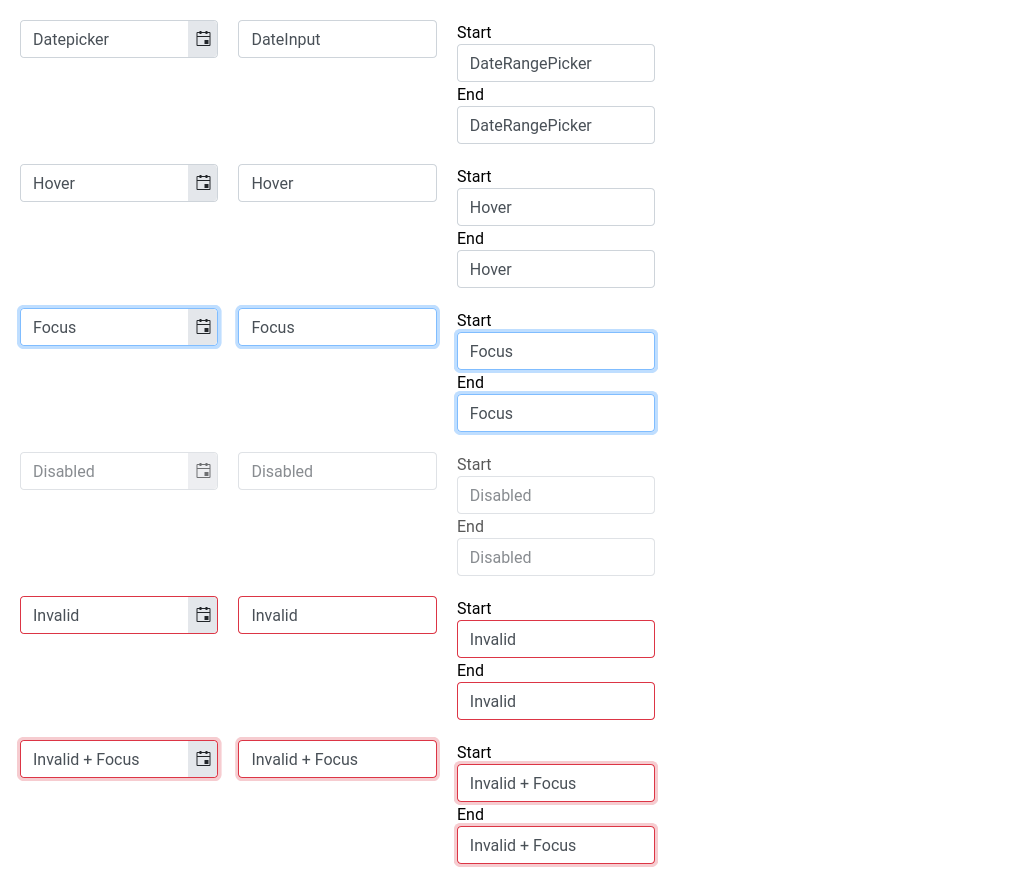 Datepicker
DateInput
Start
DateRangePicker
End
DateRangePicker
Hover
Hover
Start
Hover
End
Hover
Focus
Focus
Start
Focus
End
Focus
Disabled
Disabled
Start
Disabled
End
Disabled
Invalid
Invalid
Start
Invalid
End
Invalid
Invalid + Focus
Invalid + Focus
Start
Invalid + Focus
End
Invalid + Focus